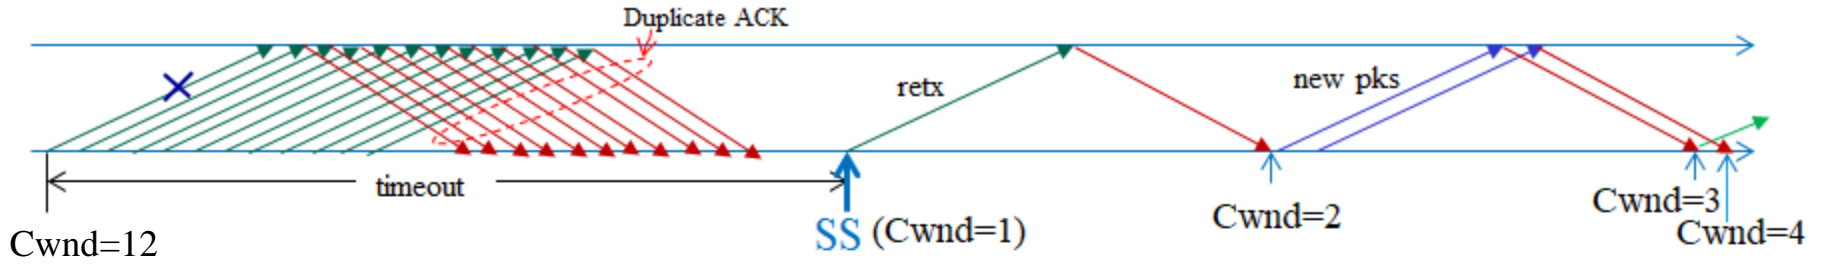 Duplicate ACK
retx
new pks
timeout
Cwnd=12
SS (Cwnd=1)
Cwnd=2
Cwnd=3
Cwnd=4